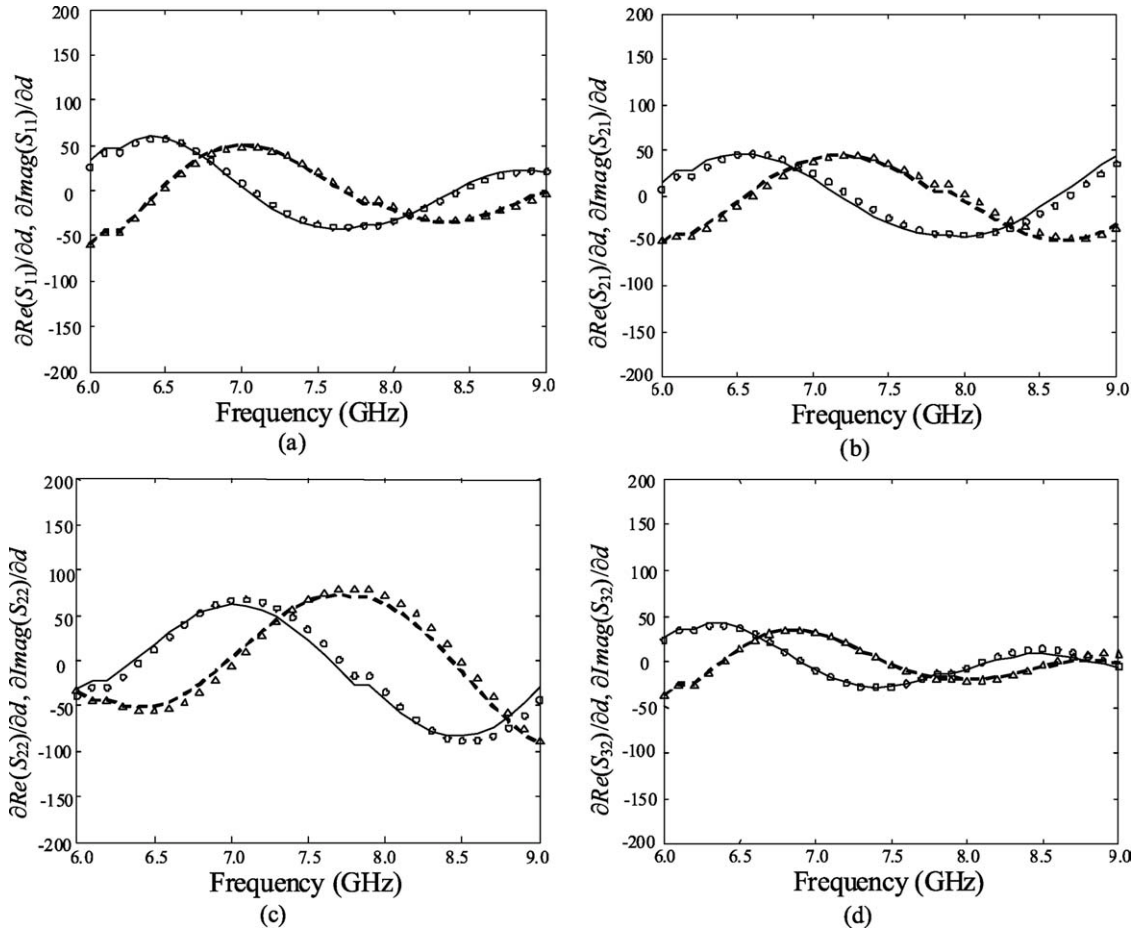 200
150
100
50
0
-50
-100
-150
-200
6.0 6.5 7.0 7.5 8.0 8.5 9.0
∂Re(S₁₁)/∂d, ∂Imag(S₁₁)/∂d
Frequency (GHz)
(a)
200
150
100
50
0
-50
-100
-150
-200
6.0 6.5 7.0 7.5 8.0 8.5 9.0
∂Re(S₂₁)/∂d, ∂Imag(S₂₁)/∂d
Frequency (GHz)
(b)
200
150
100
50
0
-50
-100
-150
-200
6.0 6.5 7.0 7.5 8.0 8.5 9.0
∂Re(S₂₂)/∂d, ∂Imag(S₂₂)/∂d
Frequency (GHz)
(c)
200
150
100
50
0
-50
-100
-150
-200
6.0 6.5 7.0 7.5 8.0 8.5 9.0
∂Re(S₃₂)/∂d, ∂Imag(S₃₂)/∂d
Frequency (GHz)
(d)